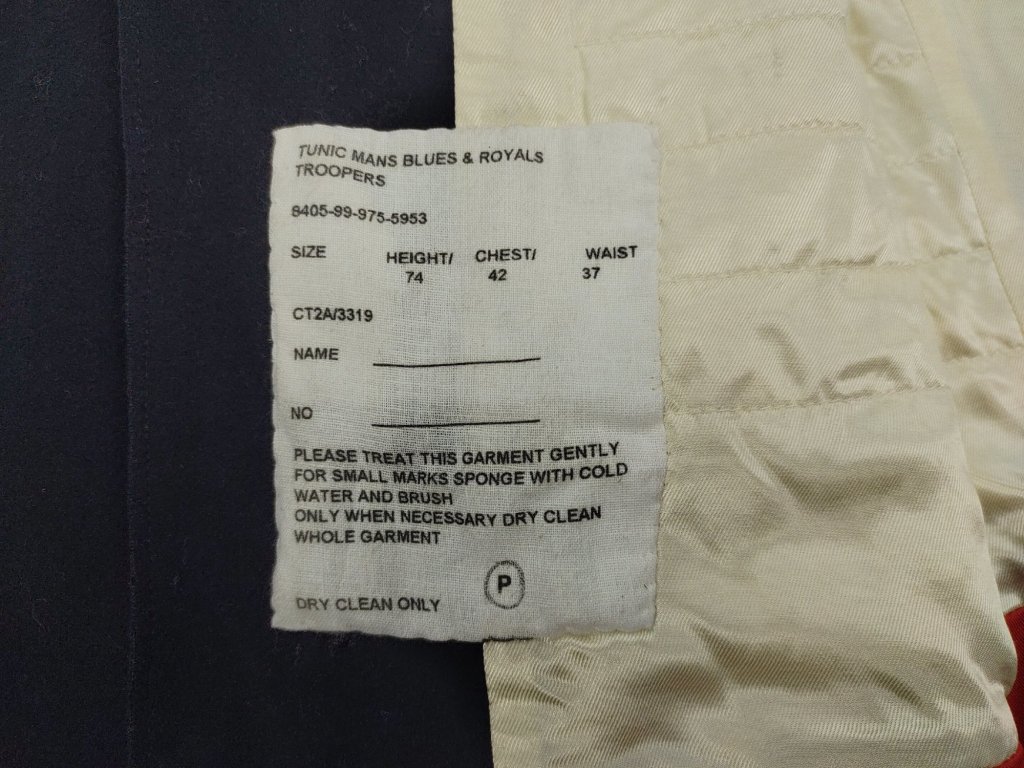 TUNIC MANS BLUES & ROYALS
TROOPERS
8405-99-975-5953
SIZE HEIGHT/ CHEST/ WAIST
74 42 37
CT2A/3319
NAME
NO
PLEASE TREAT THIS GARMENT GENTLY
FOR SMALL MARKS SPONGE WITH COLD
WATER AND BRUSH
ONLY WHEN NECESSARY DRY CLEAN
WHOLE GARMENT
P
DRY CLEAN ONLY